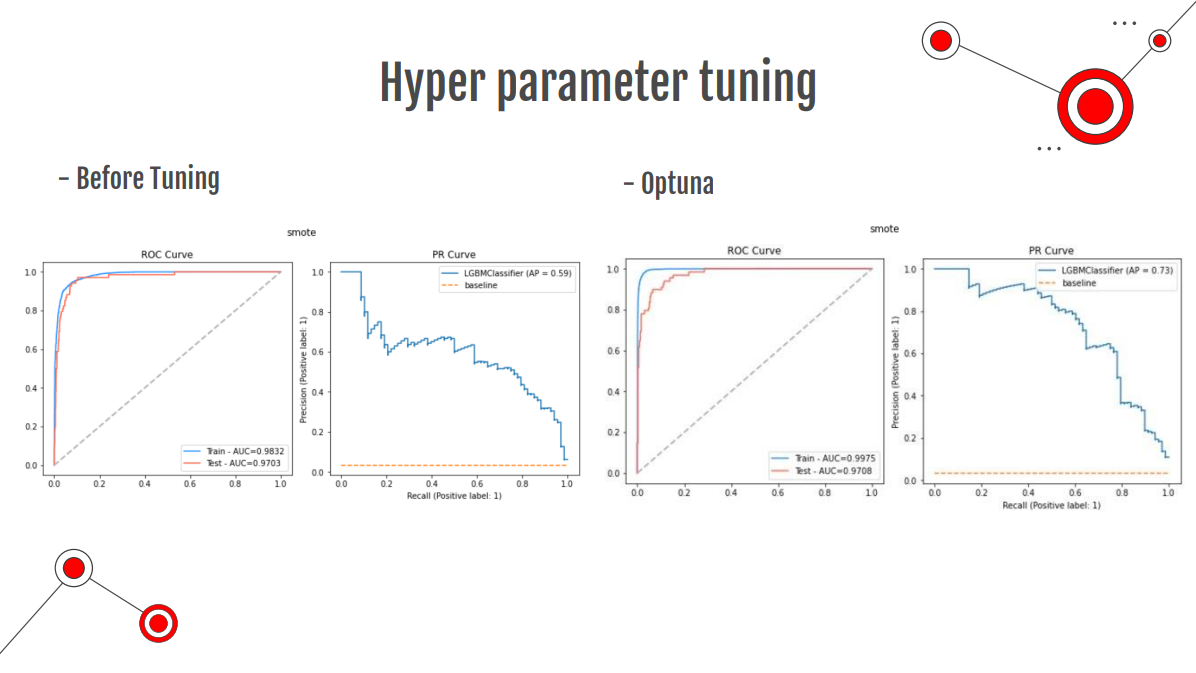 Hyper parameter tuning
– Before Tuning
smote
ROC Curve
1.0
0.8
0.6
0.4
0.2
0.0
0.0 0.2 0.4 0.6 0.8 1.0
Train - AUC=0.9832
Test - AUC=0.9703
PR Curve
LGBMClassifier (AP = 0.59)
baseline
Precision (Positive label: 1)
1.0
0.8
0.6
0.4
0.2
0.0
0.0 0.2 0.4 0.6 0.8 1.0
Recall (Positive label: 1)
– Optuna
smote
ROC Curve
1.0
0.8
0.6
0.4
0.2
0.0
0.0 0.2 0.4 0.6 0.8 1.0
Train - AUC=0.9975
Test - AUC=0.9708
PR Curve
LGBMClassifier (AP = 0.73)
baseline
Precision (Positive label: 1)
1.0
0.8
0.6
0.4
0.2
0.0
0.0 0.2 0.4 0.6 0.8 1.0
Recall (Positive label: 1)